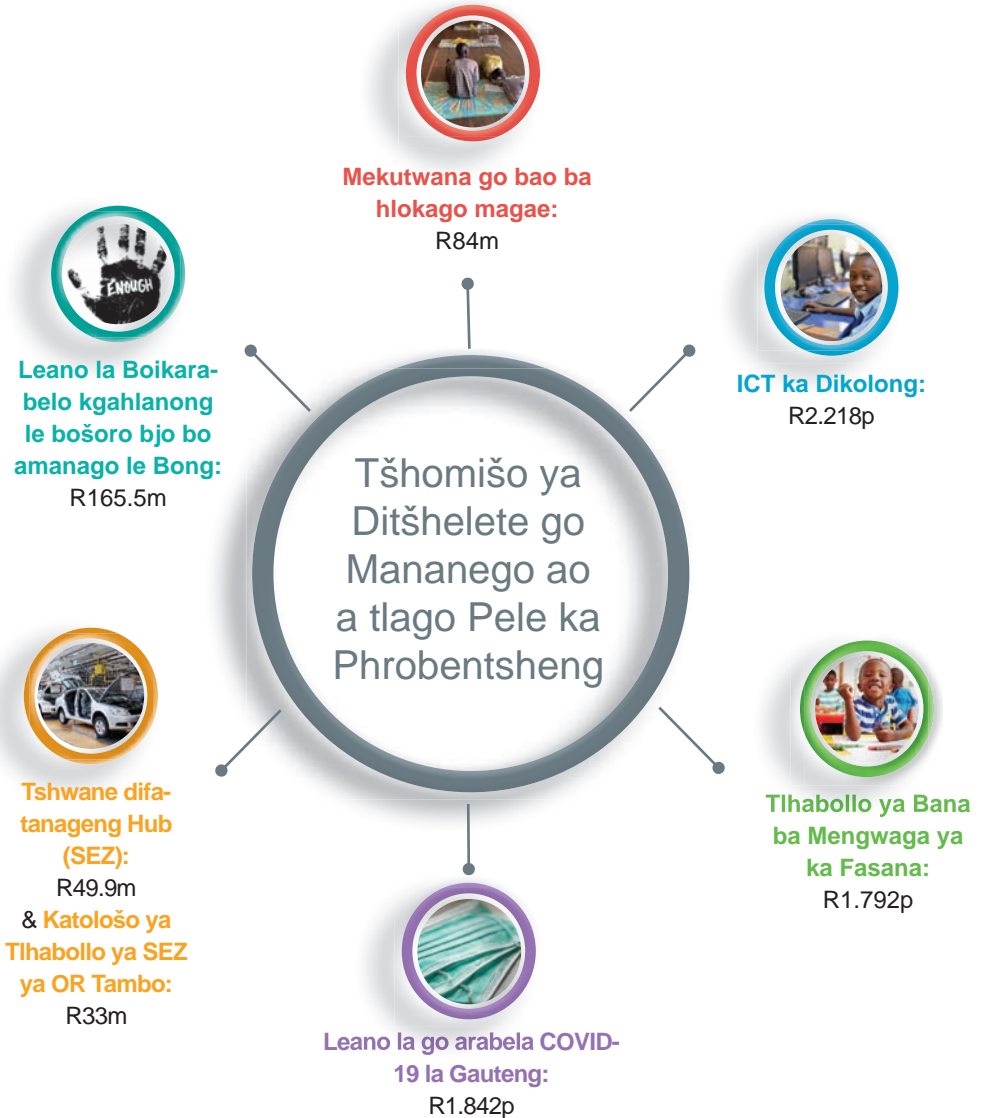 Mekutwana go bao ba
hlokago magae:
R84m
ENOUGH
Leano la Boikara-
belo kgahlanong
le bošoro bjo bo
amanago le Bong:
R165.5m
ICT ka Dikolong:
R2.218p
Tšhomišo ya
Ditšhelete go
Mananego ao
a tlago Pele ka
Phrobentsheng
Tshwane difa-
tanageng Hub
(SEZ):
R49.9m
& Katološo ya
Tlhabollo ya SEZ
ya OR Tambo:
R33m
Tlhabollo ya Bana
ba Mengwaga ya
ka Fasana:
R1.792p
Leano la go arabela COVID-
19 la Gauteng:
R1.842p